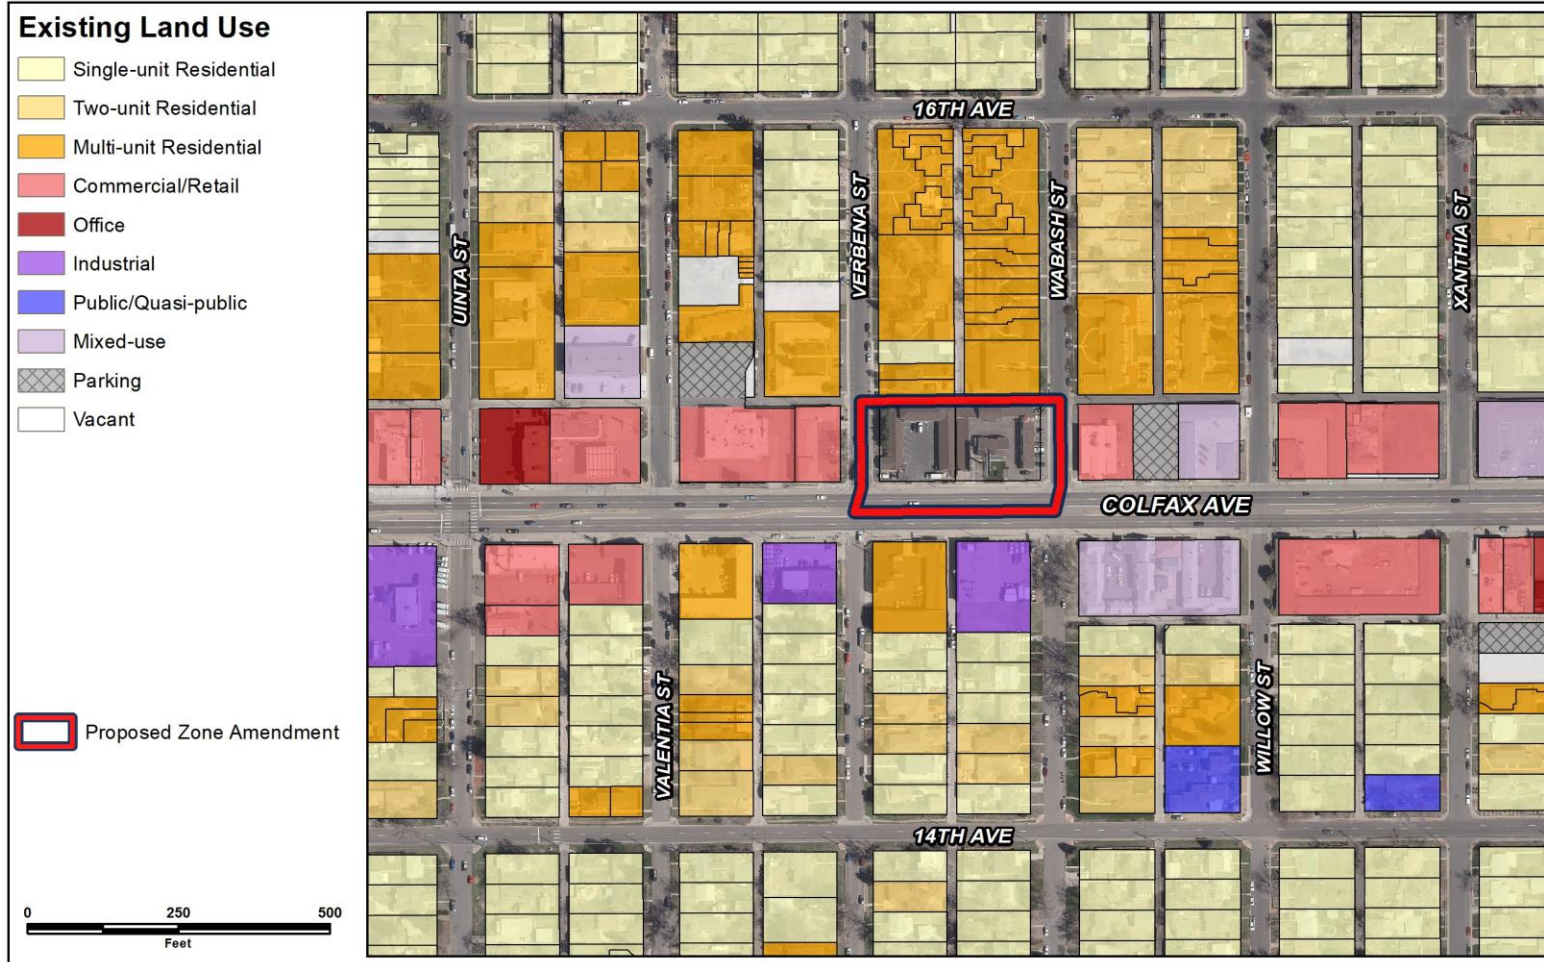 Existing Land Use
Single-unit Residential
Two-unit Residential
Multi-unit Residential
Commercial/Retail
Office
Industrial
Public/Quasi-public
Mixed-use
Parking
Vacant
Proposed Zone Amendment
0 250 500
Feet
16TH AVE
UINTA ST
VERBENA ST
WABASH ST
XANTHIA ST
COLFAX AVE
VALENTIA ST
WILLOW ST
14TH AVE